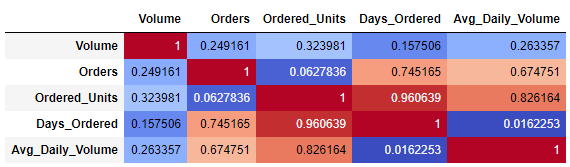 Volume Orders Ordered_Units Days_Ordered Avg_Daily_Volume
Volume 1 0.249161 0.323981 0.157506 0.263357
Orders 0.249161 1 0.0627836 0.745165 0.674751
Ordered_Units 0.323981 0.0627836 1 0.960639 0.826164
Days_Ordered 0.157506 0.745165 0.960639 1 0.0162253
Avg_Daily_Volume 0.263357 0.674751 0.826164 0.0162253 1